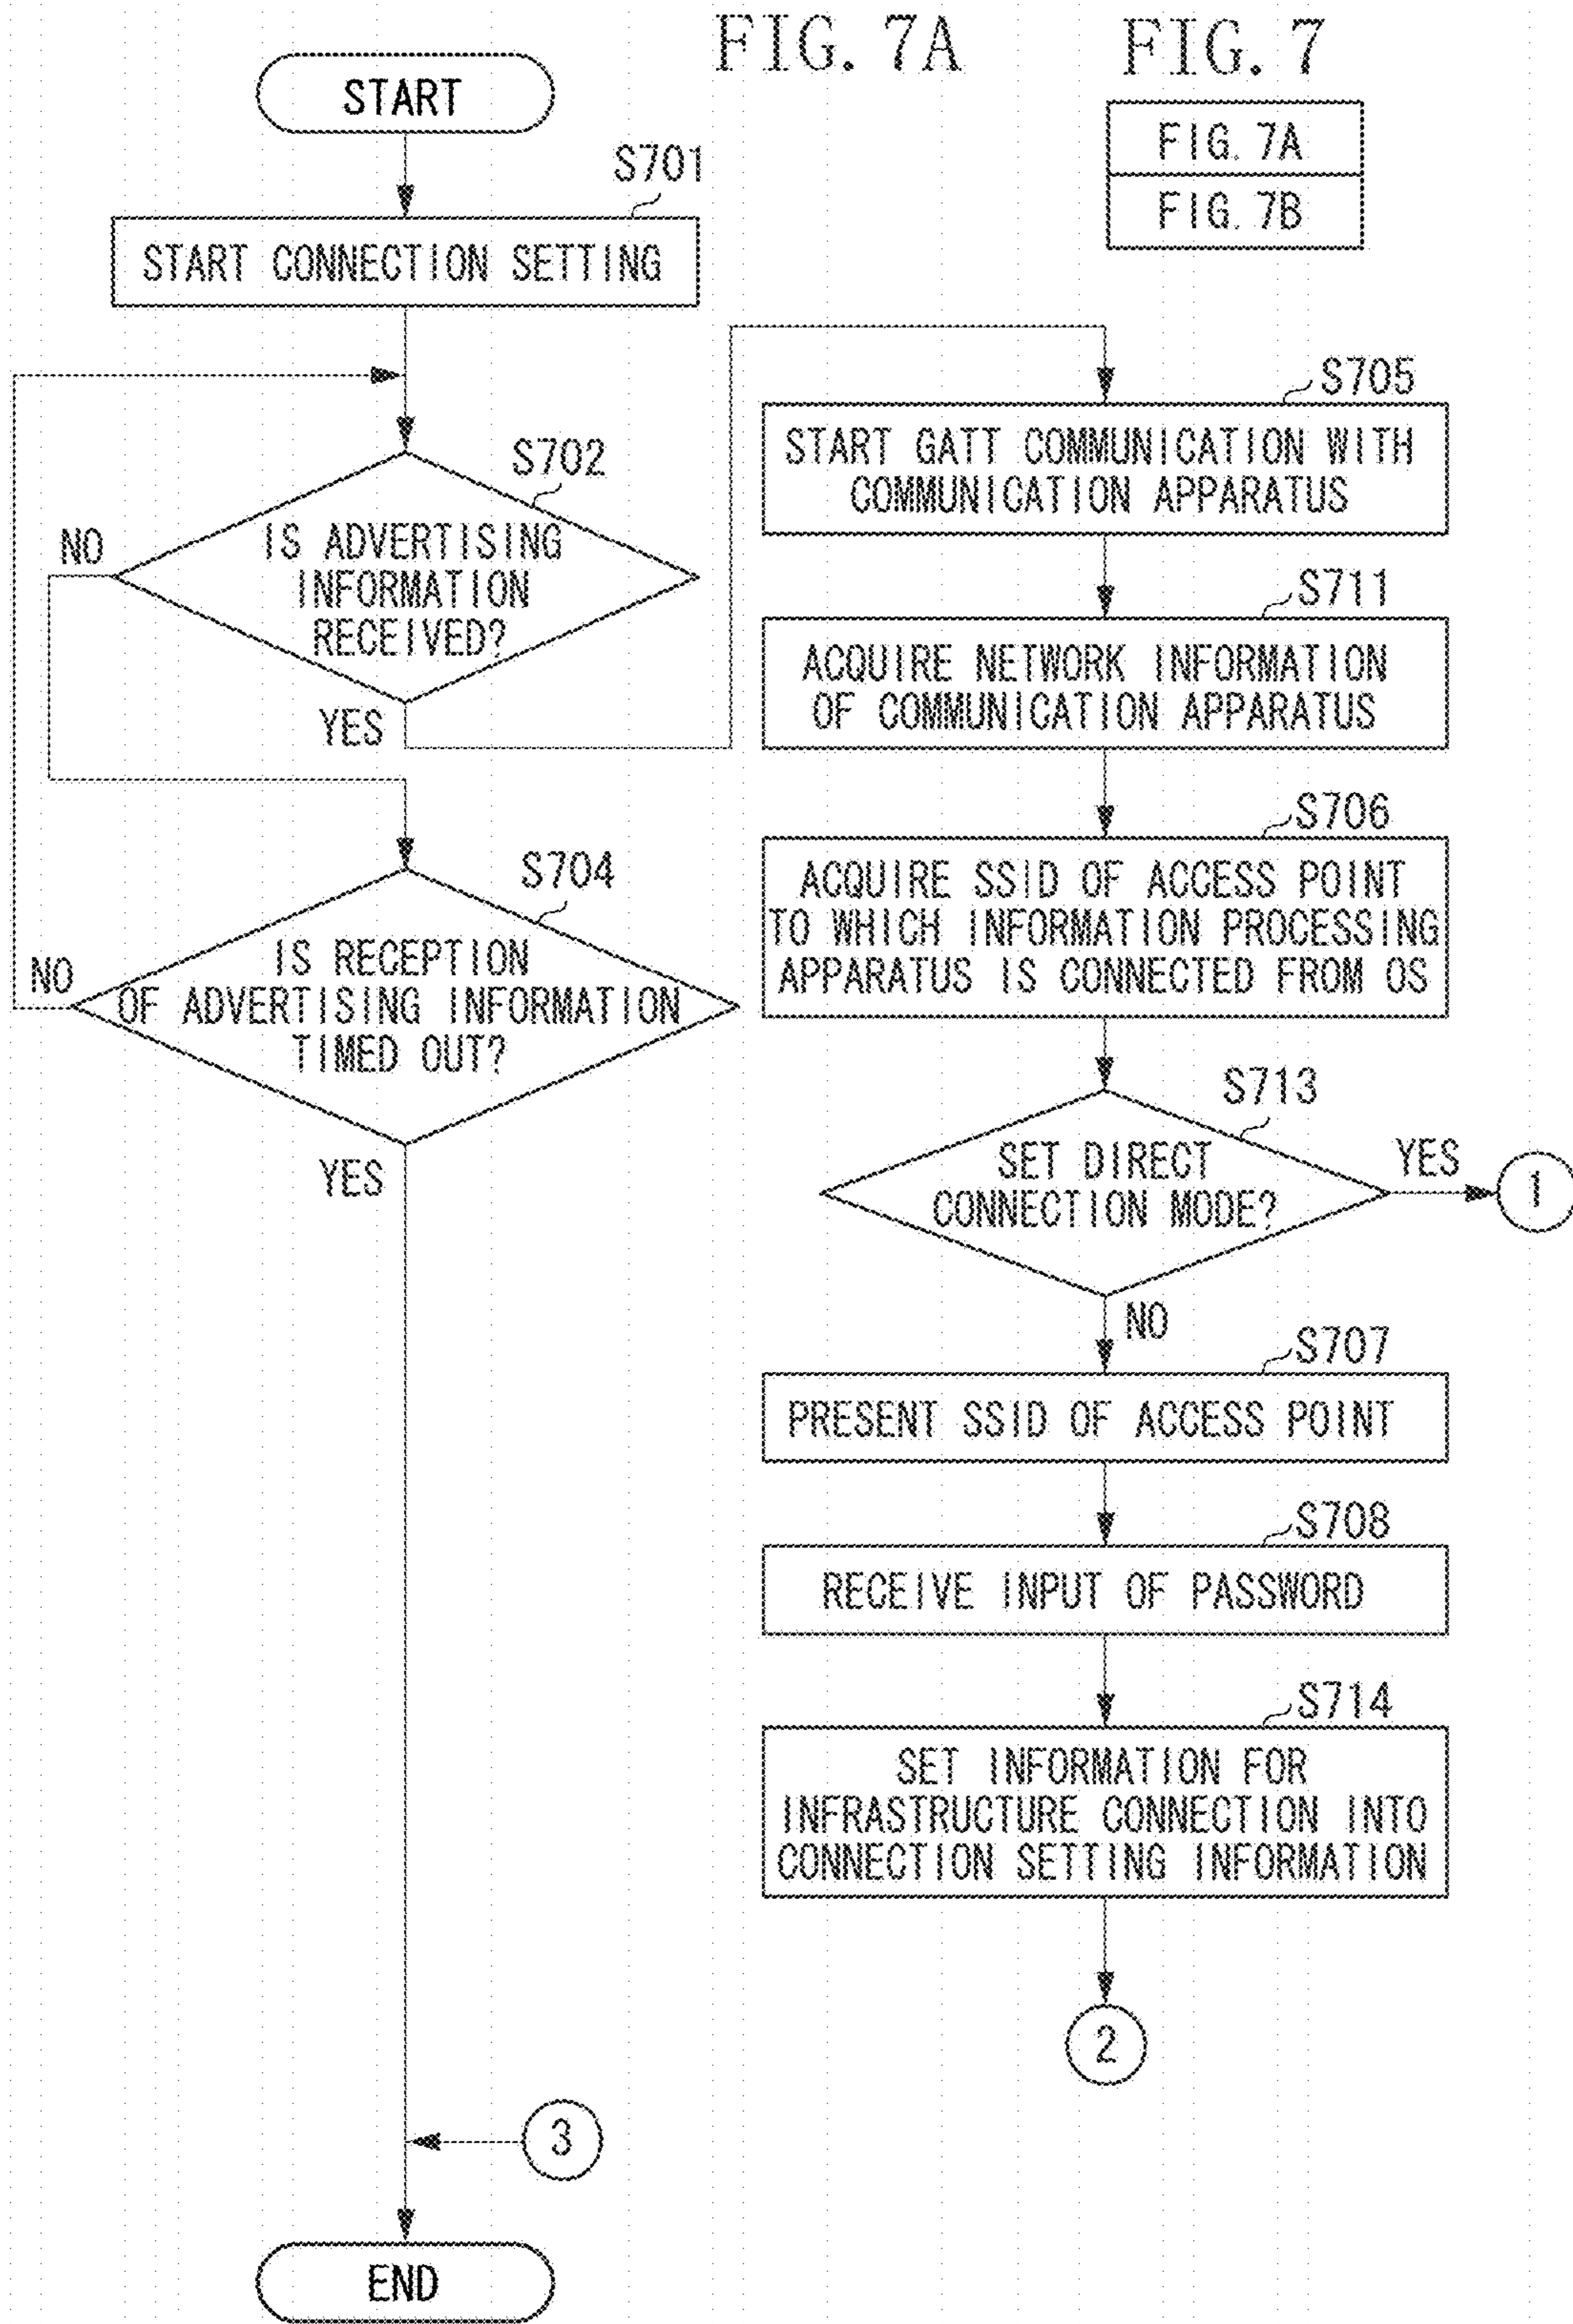 FIG. 7A
FIG. 7
FIG. 7A
FIG. 7B
START
S701
START CONNECTION SETTING
S702
IS ADVERTISING
INFORMATION
RECEIVED?
NO
YES
S704
IS RECEPTION
OF ADVERTISING INFORMATION
TIMED OUT?
NO
YES
S705
START GATT COMMUNICATION WITH
COMMUNICATION APPARATUS
S711
ACQUIRE NETWORK INFORMATION
OF COMMUNICATION APPARATUS
S706
ACQUIRE SSID OF ACCESS POINT
TO WHICH INFORMATION PROCESSING
APPARATUS IS CONNECTED FROM OS
S713
SET DIRECT
CONNECTION MODE?
YES
1
NO
S707
PRESENT SSID OF ACCESS POINT
S708
RECEIVE INPUT OF PASSWORD
S714
SET INFORMATION FOR
INFRASTRUCTURE CONNECTION INTO
CONNECTION SETTING INFORMATION
2
3
END